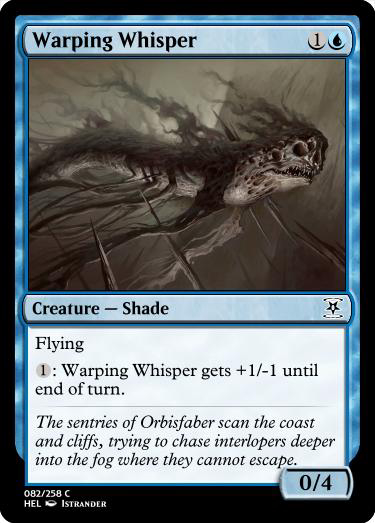 Warping Whisper 1
Creature — Shade
Flying
1: Warping Whisper gets +1/-1 until
end of turn.
The sentries of Orbisfaber scan the coast
and cliffs, trying to chase interlopers deeper
into the fog where they cannot escape.
0/4
082/258 C
HEL Istrander